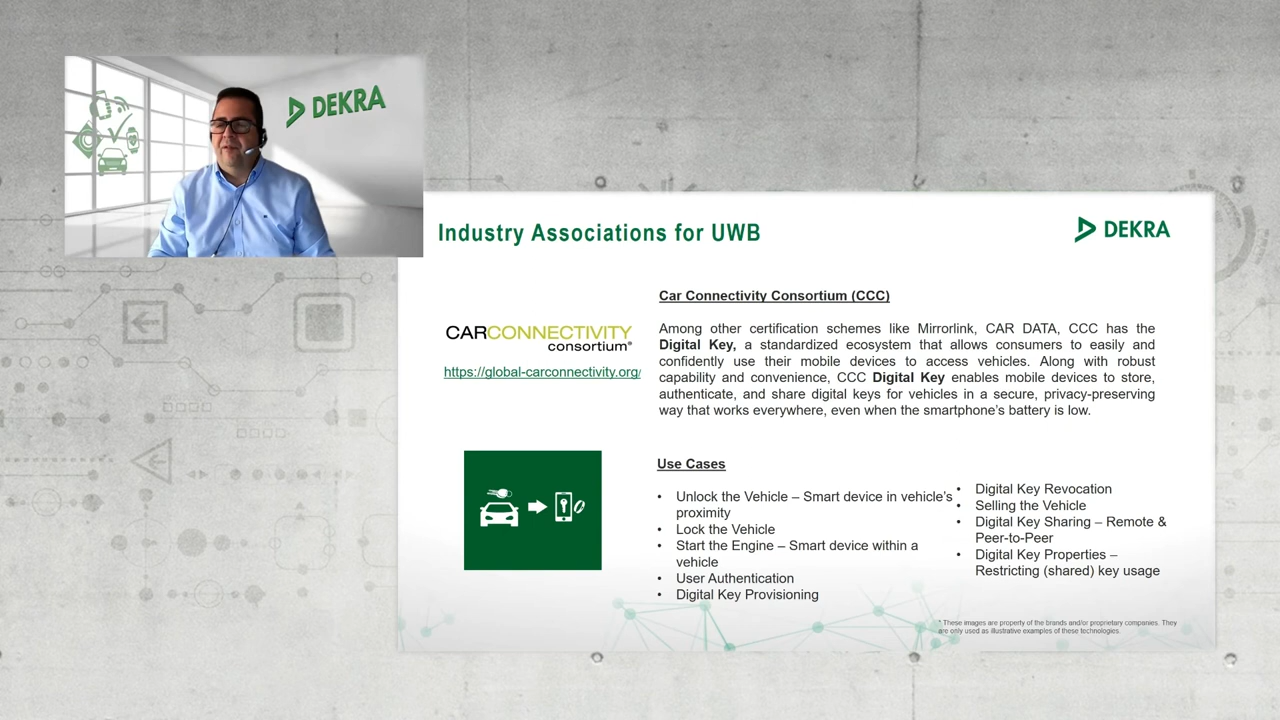 DEKRA
Industry Associations for UWB
DEKRA
CARCONNECTIVITY
consortium®
https://global-carconnectivity.org/
Car Connectivity Consortium (CCC)
Among other certification schemes like Mirrorlink, CAR DATA, CCC has the
Digital Key, a standardized ecosystem that allows consumers to easily and
confidently use their mobile devices to access vehicles. Along with robust
capability and convenience, CCC Digital Key enables mobile devices to store,
authenticate, and share digital keys for vehicles in a secure, privacy-preserving
way that works everywhere, even when the smartphone's battery is low.
Use Cases
• Unlock the Vehicle – Smart device in vehicle's
proximity
• Lock the Vehicle
• Start the Engine – Smart device within a
vehicle
• User Authentication
• Digital Key Provisioning
• Digital Key Revocation
• Selling the Vehicle
• Digital Key Sharing – Remote &
Peer-to-Peer
• Digital Key Properties –
Restricting (shared) key usage
* These images are property of the brands and/or proprietary companies. They
are only used as illustrative examples of these technologies.